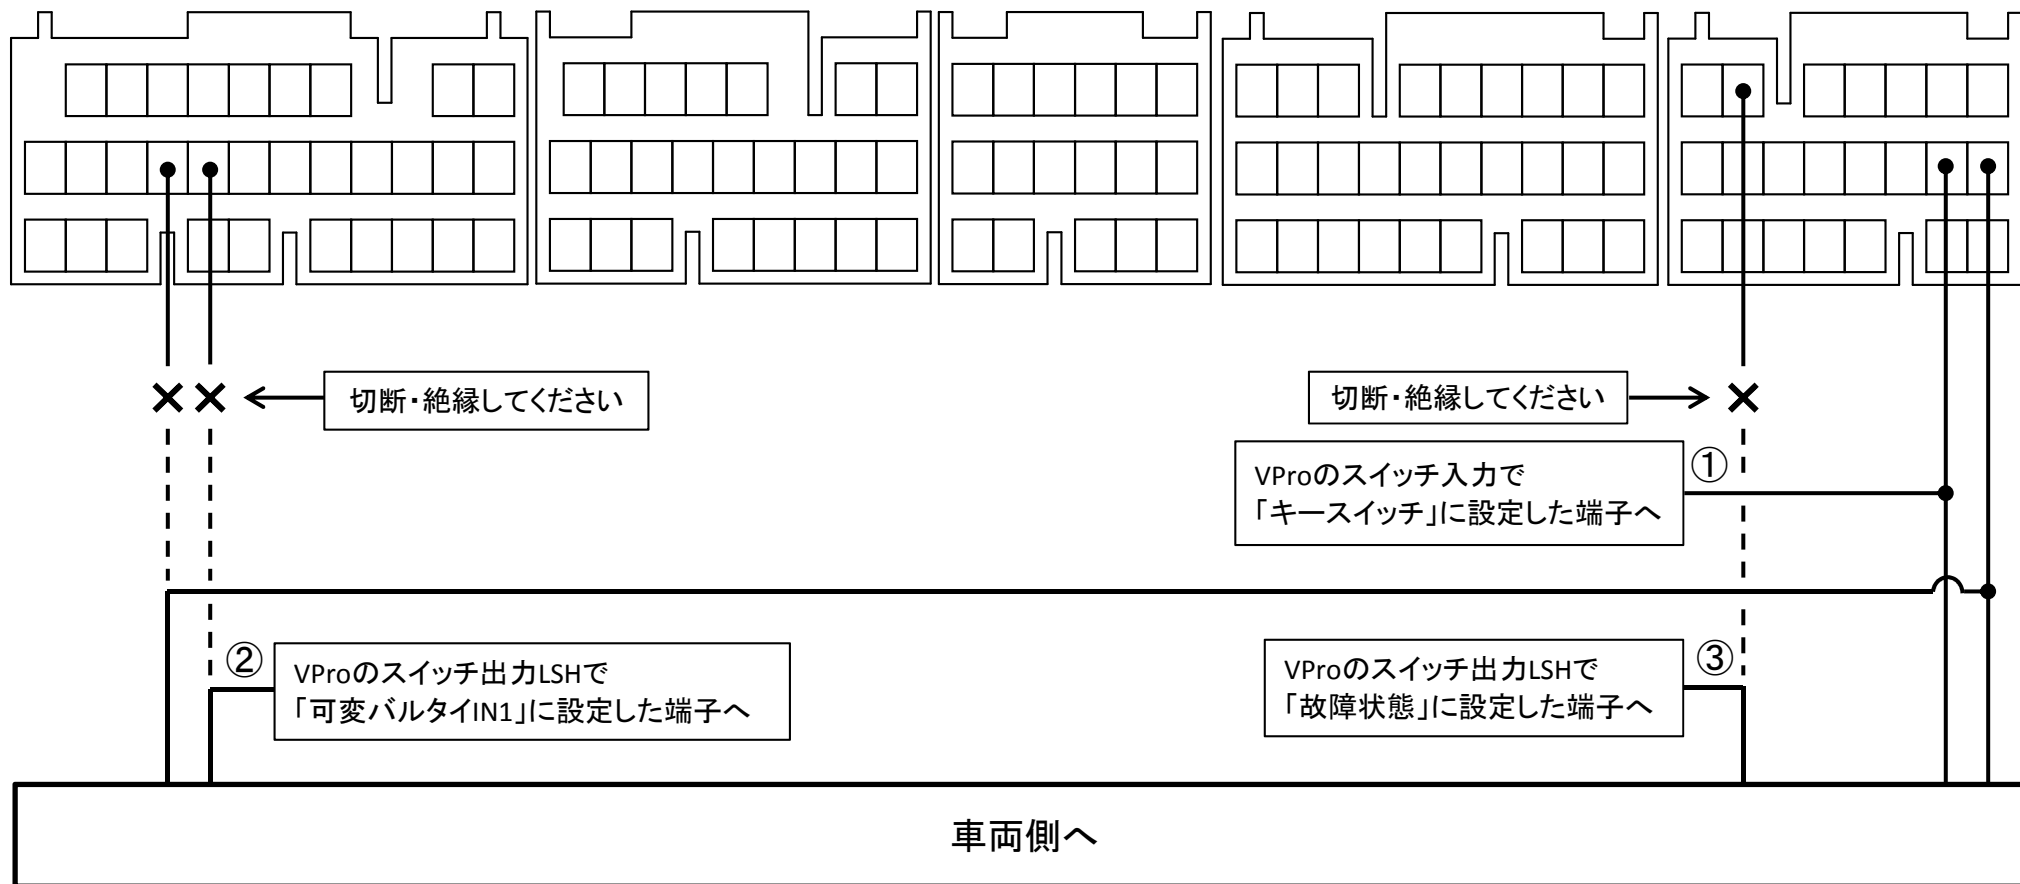 切断・絶縁してください
切断・絶縁してください
①
VProのスイッチ入力で
「キースイッチ」に設定した端子へ
②
VProのスイッチ出力LSHで
「可変バルタイIN1」に設定した端子へ
③
VProのスイッチ出力LSHで
「故障状態」に設定した端子へ
車両側へ